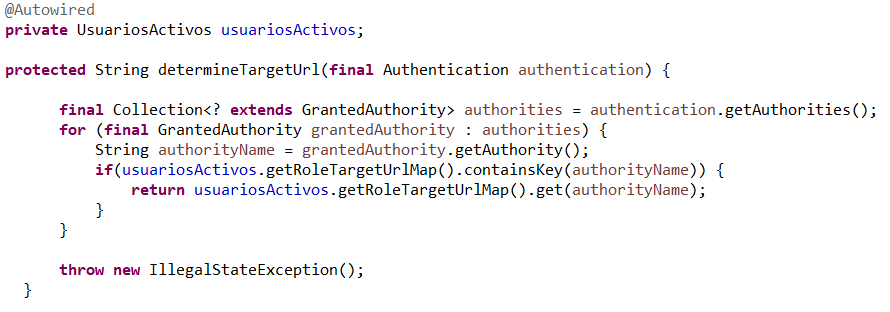 @Autowired
private UsuariosActivos usuariosActivos;
protected String determineTargetUrl(final Authentication authentication) {
final Collection<? extends GrantedAuthority> authorities = authentication.getAuthorities();
for (final GrantedAuthority grantedAuthority : authorities) {
String authorityName = grantedAuthority.getAuthority();
if(usuariosActivos.getRoleTargetUrlMap().containsKey(authorityName)) {
return usuariosActivos.getRoleTargetUrlMap().get(authorityName);
}
}
throw new IllegalStateException();
}